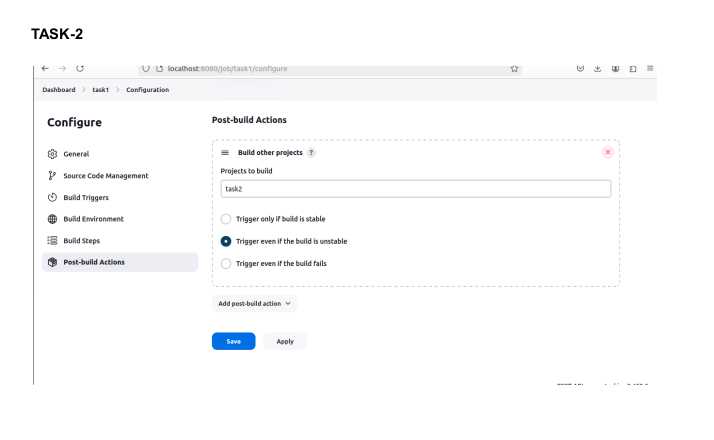 TASK-2
localhost:8080/job/task1/configure
Dashboard > task1 > Configuration
Configure
General
Source Code Management
Build Triggers
Build Environment
Build Steps
Post-build Actions
Post-build Actions
Build other projects ?
Projects to build
task2
Trigger only if build is stable
Trigger even if the build is unstable
Trigger even if the build fails
Add post-build action
Save Apply